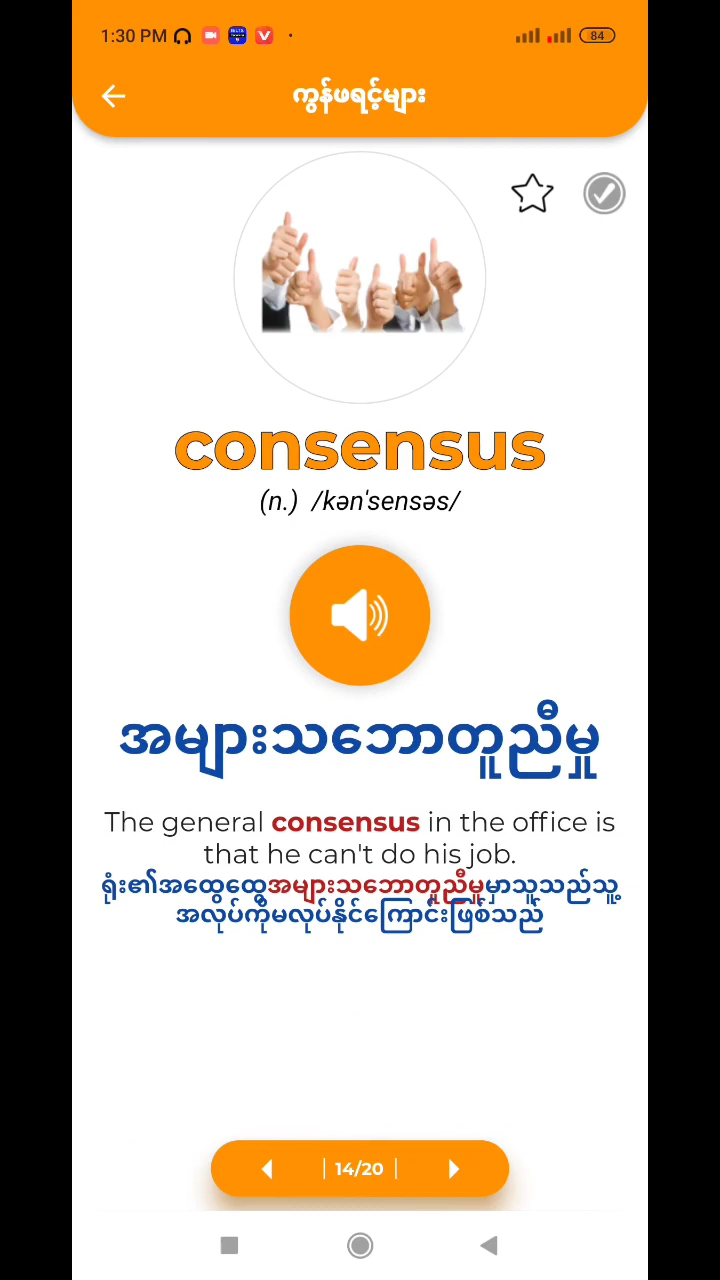 1:30 PM
84
ကွန်ဖရင့်များ
consensus
(n.) /kən'sensəs/
အများသဘောတူညီမှု
The general consensus in the office is
that he can't do his job.
ရုံး၏အထွေထွေအများသဘောတူညီမှုမှာသူသည်သူ့
အလုပ်ကိုမလုပ်နိုင်ကြောင်းဖြစ်သည်
14/20